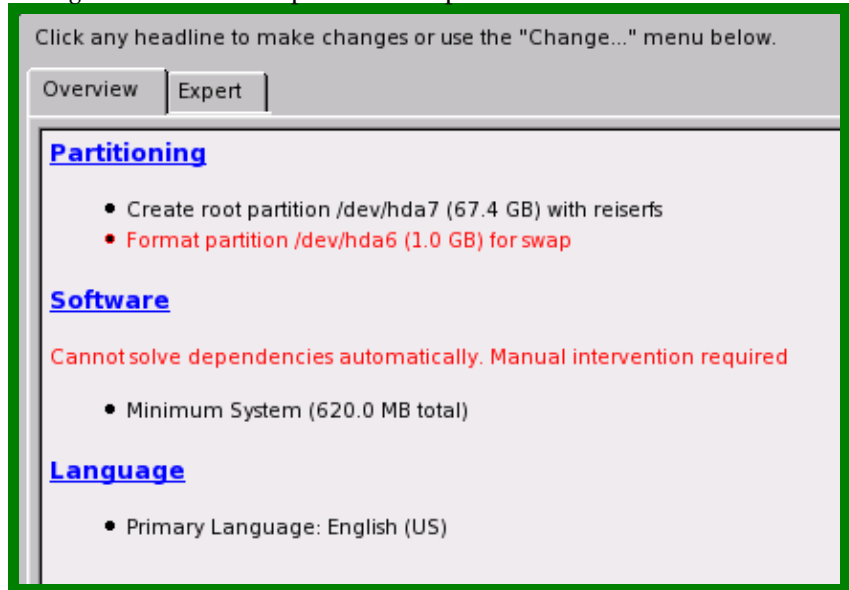 Click any headline to make changes or use the "Change..." menu below.
Overview Expert
Partitioning
• Create root partition /dev/hda7 (67.4 GB) with reiserfs
• Format partition /dev/hda6 (1.0 GB) for swap
Software
Cannot solve dependencies automatically. Manual intervention required
• Minimum System (620.0 MB total)
Language
• Primary Language: English (US)